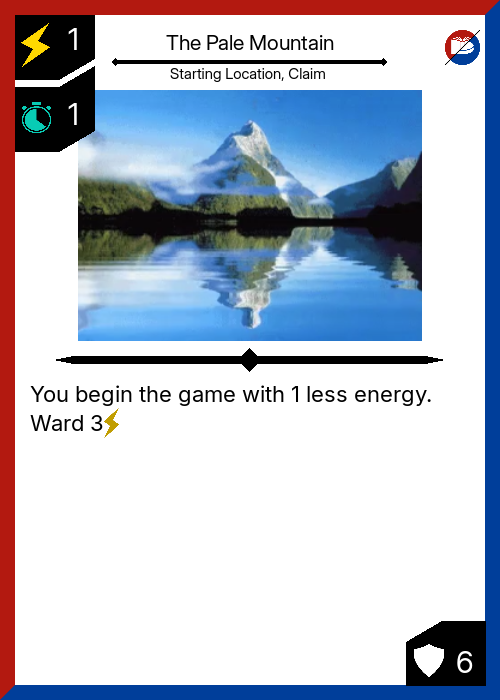 1
The Pale Mountain
Starting Location, Claim
1
You begin the game with 1 less energy.
Ward 3
6